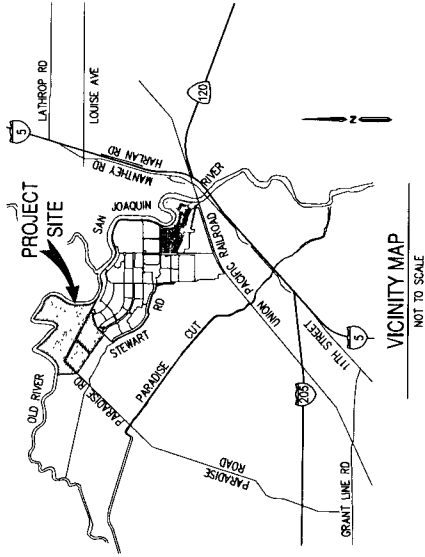 LATHROP RD
LOUISE AVE
5
120
HARLAN RD
MANTHEY RD
RIVER
JOAQUIN
SAN
PROJECT
SITE
OLD RIVER
STEWART
RD
PARADISE RD
PARADISE CUT
UNION PACIFIC RAILROAD
11TH STREET
5
205
PARADISE
ROAD
GRANT LINE RD
N
VICINITY MAP
NOT TO SCALE